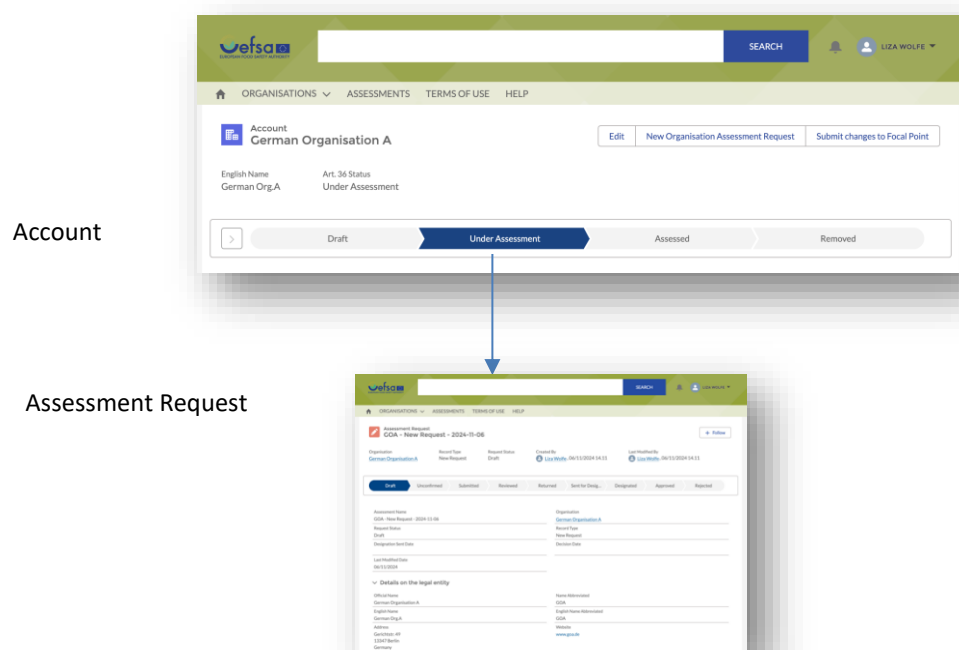 efsa
EUROPEAN FOOD SAFETY AUTHORITY
SEARCH
LIZA WOLFE
ORGANISATIONS ASSESSMENTS TERMS OF USE HELP
Account
German Organisation A
Edit New Organisation Assessment Request Submit changes to Focal Point
English Name Art. 36 Status
German Org.A Under Assessment
Account
Draft Under Assessment Assessed Removed
Assessment Request
efsa
SEARCH LIZA WOLFE
ORGANISATIONS ASSESSMENTS TERMS OF USE HELP
Assessment Request
GOA - New Request - 2024-11-06
+ Follow
Organisation Record Type Request Status Created By Last Modified By
German Organisation A New Request Draft Liza Wolfe, 06/11/2024 14:11 Liza Wolfe, 06/11/2024 14:11
Draft Unconfirmed Submitted Reviewed Returned Sent for Desig... Designated Approved Rejected
Assessment Name Organisation
GOA - New Request - 2024-11-06 German Organisation A
Request Status Record Type
Draft New Request
Designation Sent Date Decision Date
Last Modified Date
06/11/2024
Details on the legal entity
Official Name Name Abbreviated
German Organisation A GOA
English Name English Name Abbreviated
German Org.A GOA
Address Website
49 www.goa.de
12347 Berlin
Germany